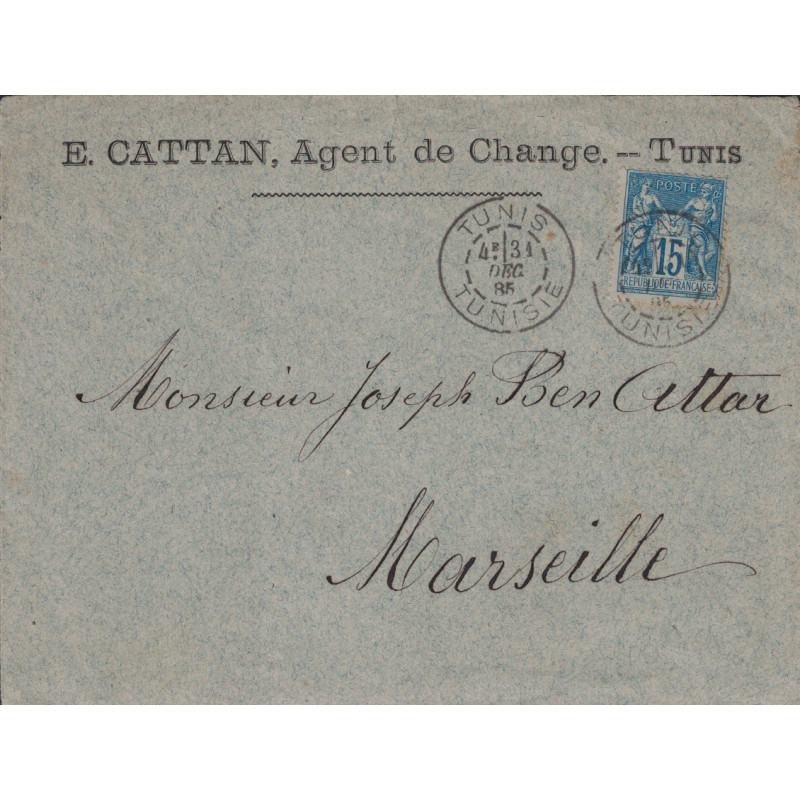 E. CATTAN, Agent de Change. -- TUNIS
POSTE
15
REPUBLIQUE FRANÇAISE
TUNIS
4E 31
DEC.
85
TUNISIE
TUNISIE
Monsieur Joseph Ben Attar
Marseille